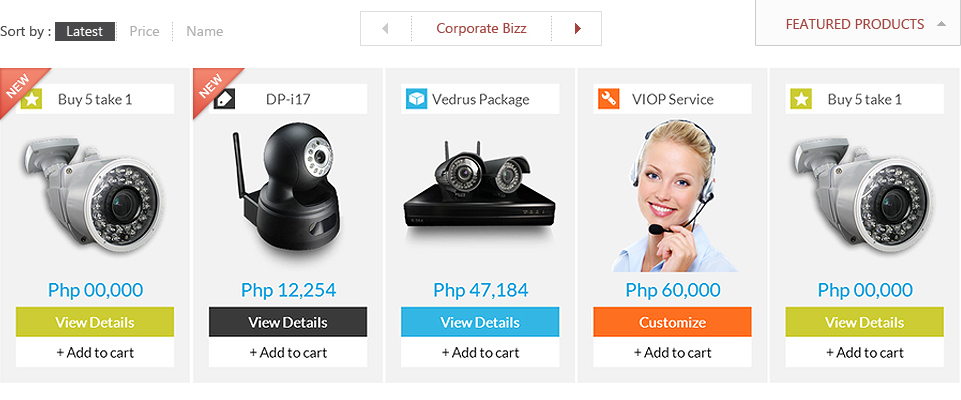 Sort by : Latest Price Name
Corporate Bizz
FEATURED PRODUCTS
NEW
Buy 5 take 1
Php 00,000
View Details
+ Add to cart
NEW
DP-i17
Php 12,254
View Details
+ Add to cart
Vedrus Package
Php 47,184
View Details
+ Add to cart
VIOP Service
Php 60,000
Customize
+ Add to cart
Buy 5 take 1
Php 00,000
View Details
+ Add to cart